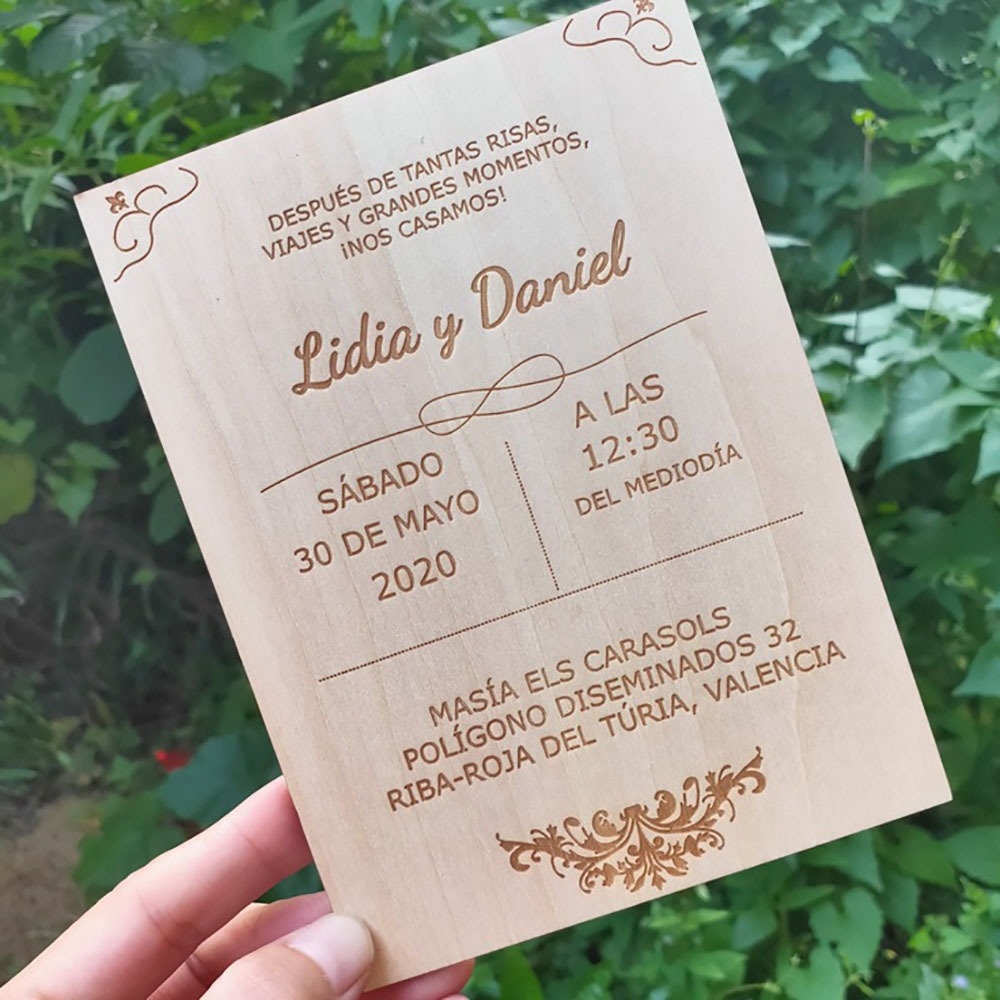 DESPUÉS DE TANTAS RISAS,
VIAJES Y GRANDES MOMENTOS,
¡NOS CASAMOS!
Lidia y Daniel
SÁBADO
30 DE MAYO
2020
A LAS
12:30
DEL MEDIODÍA
MASÍA ELS CARASOLS
POLÍGONO DISEMINADOS 32
RIBA-ROJA DEL TÚRIA, VALENCIA